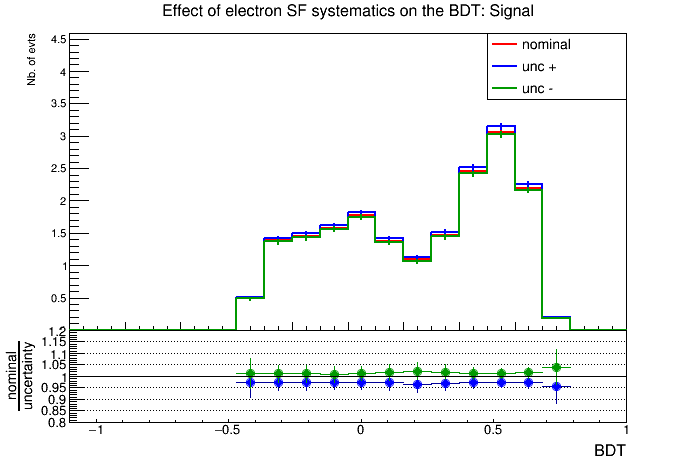 Effect of electron SF systematics on the BDT: Signal
Nb. of evts
4.5
4
3.5
3
2.5
2
1.5
1
0.5
nominal
unc +
unc -
nominal
uncertainty
1.2
1.15
1.1
1.05
1
0.95
0.9
0.85
0.8
−1 −0.5 0 0.5 1
BDT